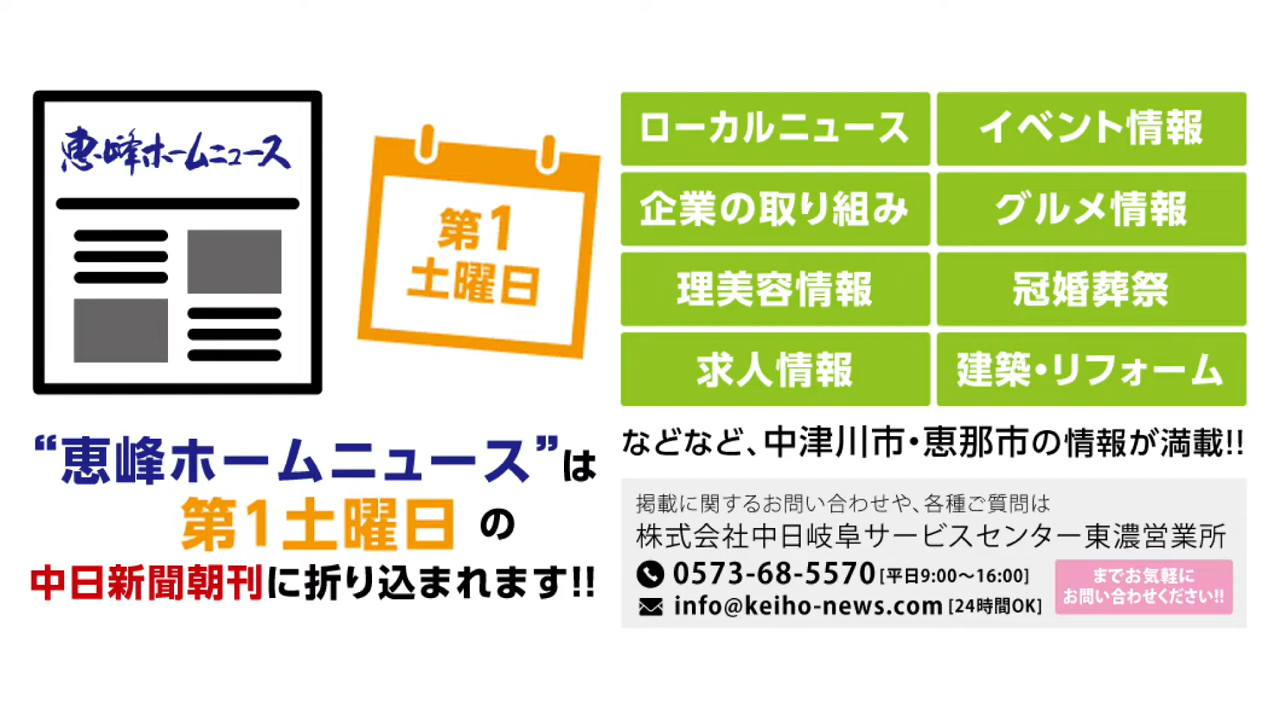 恵峰ホームニュース
第1
土曜日
“恵峰ホームニュース”は
第1土曜日の
中日新聞朝刊に折り込まれます!!
ローカルニュース
イベント情報
企業の取り組み
グルメ情報
理美容情報
冠婚葬祭
求人情報
建築・リフォーム
などなど、中津川市・恵那市の情報が満載!!
掲載に関するお問い合わせや、各種ご質問は
株式会社中日岐阜サービスセンター東濃営業所
0573-68-5570[平日9:00〜16:00]
info@keiho-news.com[24時間OK]
までお気軽に
お問い合わせください!!